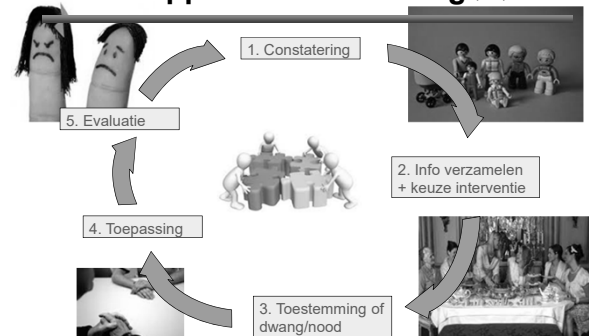 1. Constatering
2. Info verzamelen
+ keuze interventie
3. Toestemming of
dwang/nood
4. Toepassing
5. Evaluatie